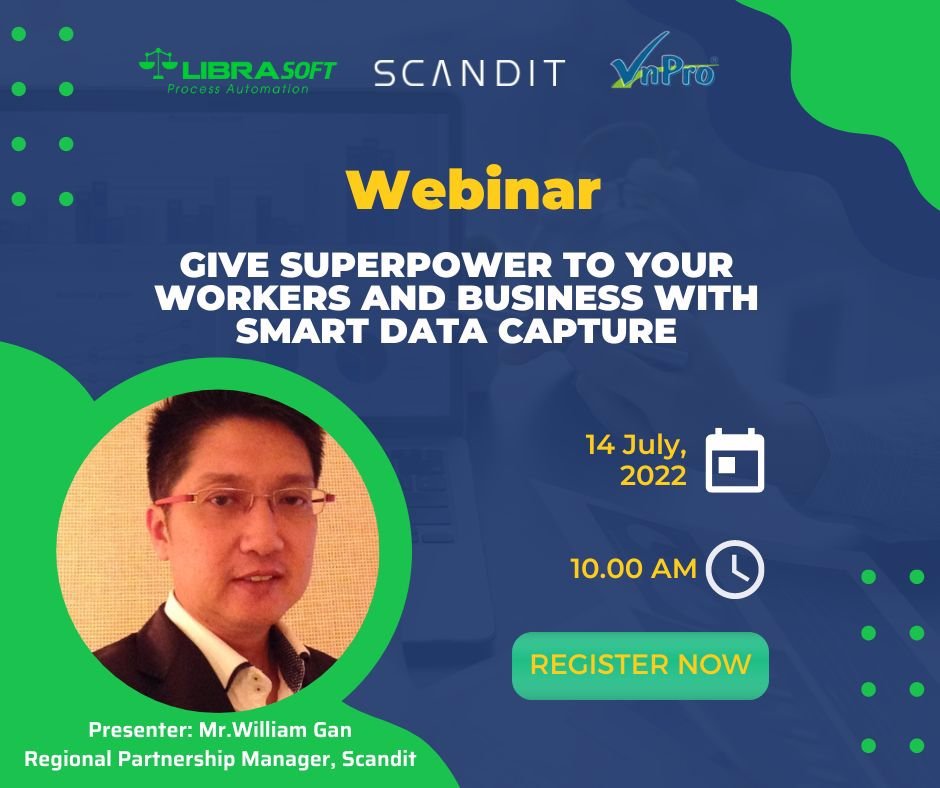 LIBRASOFT
Process Automation
SCANDIT
VnPro®
Webinar
GIVE SUPERPOWER TO YOUR
WORKERS AND BUSINESS WITH
SMART DATA CAPTURE
14 July,
2022
10.00 AM
REGISTER NOW
Presenter: Mr.William Gan
Regional Partnership Manager, Scandit